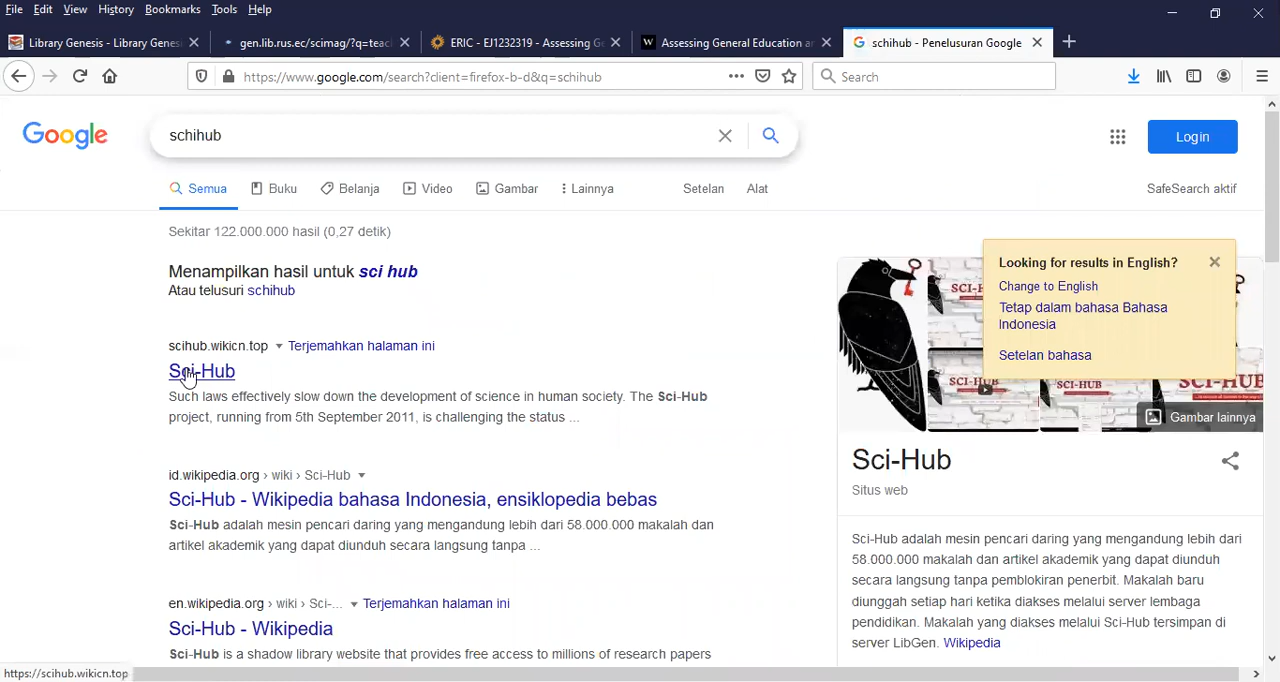 File Edit View History Bookmarks Tools Help
Library Genesis - Library Genes
gen.lib.rus.ec/scimag/?q=teac
ERIC - EJ1232319 - Assessing Ge
W Assessing General Education an
schihub - Penelusuran Google
https://www.google.com/search?client=firefox-b-d&q=schihub
Search
Google
schihub
Login
Semua Buku Belanja Video Gambar Lainnya Setelan Alat
SafeSearch aktif
Sekitar 122.000.000 hasil (0,27 detik)
Menampilkan hasil untuk sci hub
Atau telusuri schihub
scihub.wikicn.top Terjemahkan halaman ini
Sci-Hub
Such laws effectively slow down the development of science in human society. The Sci-Hub
project, running from 5th September 2011, is challenging the status ...
id.wikipedia.org › wiki › Sci-Hub
Sci-Hub - Wikipedia bahasa Indonesia, ensiklopedia bebas
Sci-Hub adalah mesin pencari daring yang mengandung lebih dari 58.000.000 makalah dan
artikel akademik yang dapat diunduh secara langsung tanpa ...
en.wikipedia.org › wiki › Sci-... Terjemahkan halaman ini
Sci-Hub - Wikipedia
Sci-Hub is a shadow library website that provides free access to millions of research papers
Looking for results in English?
Change to English
Tetap dalam bahasa Bahasa
Indonesia
Setelan bahasa
SCI-HUB
SCI-HUB
SCI-HUB
Gambar lainnya
Sci-Hub
Situs web
Sci-Hub adalah mesin pencari daring yang mengandung lebih dari
58.000.000 makalah dan artikel akademik yang dapat diunduh
secara langsung tanpa pemblokiran penerbit. Makalah baru
diunggah setiap hari ketika diakses melalui server lembaga
pendidikan. Makalah yang diakses melalui Sci-Hub tersimpan di
server LibGen. Wikipedia
https://scihub.wikicn.top